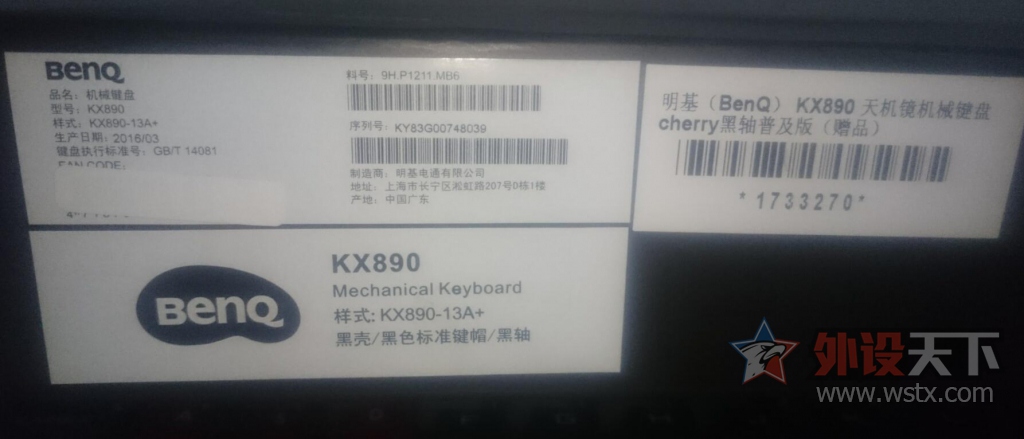 BenQ
品名：机械键盘
型号：KX890
样式：KX890-13A+
生产日期：2016/03
键盘执行标准号：GB/T 14081
EAN CODE:
料号：9H.P1211.MB6
序列号：KY83G00748039
制造商：明基电通有限公司
地址：上海市长宁区淞虹路207号D栋1楼
产地：中国广东
明基（BenQ） KX890 天机镜机械键盘
cherry黑轴普及版（赠品）
*1733270*
BenQ
KX890
Mechanical Keyboard
样式: KX890-13A+
黑壳/黑色标准键帽/黑轴
外设天下
www.wstx.com